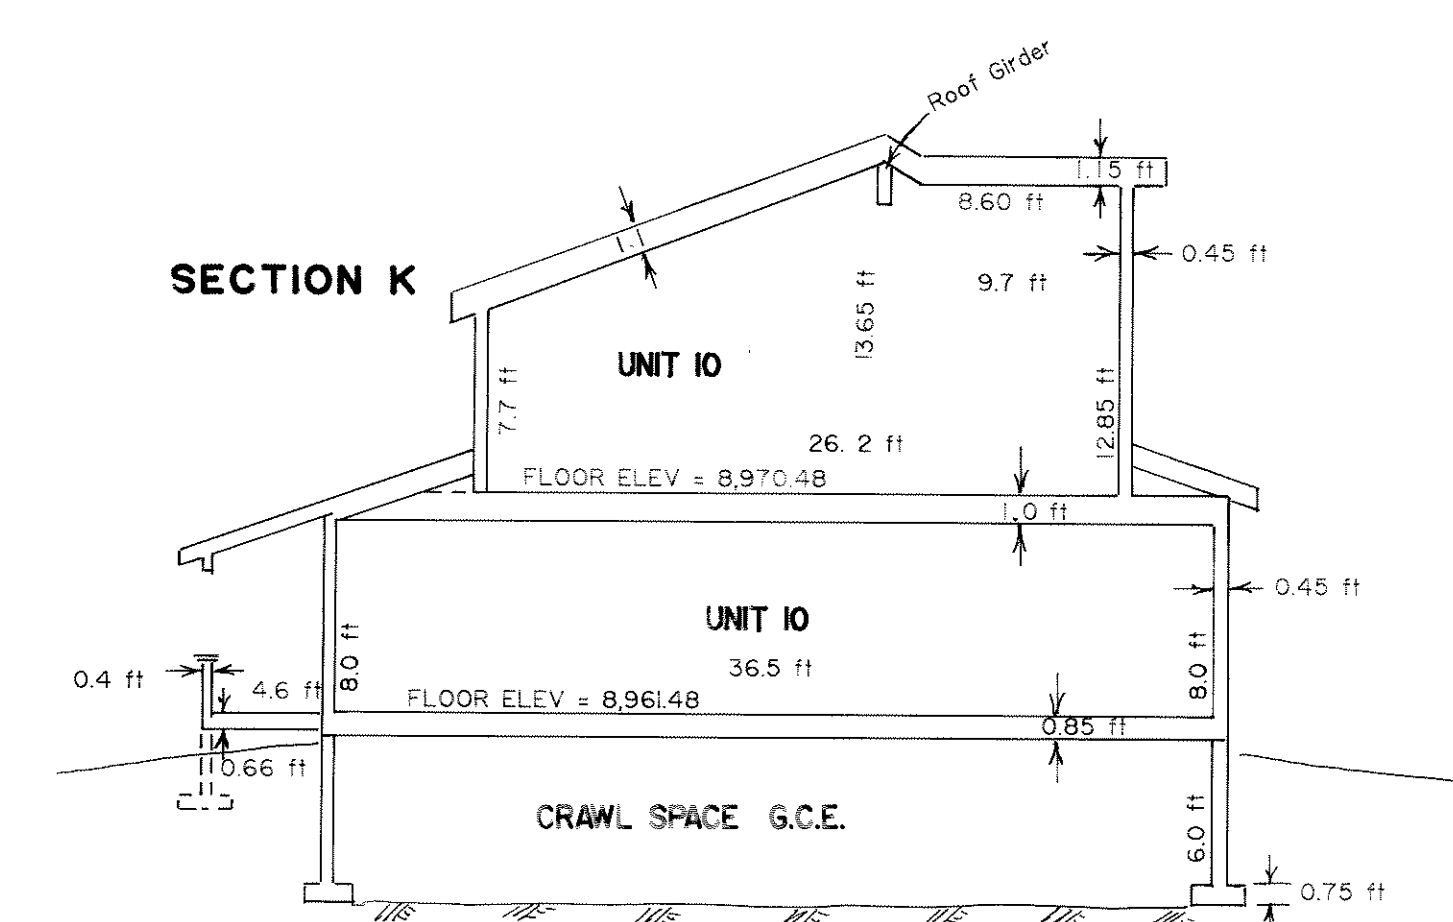 Roof Girder
1.15 ft
8.60 ft
1.1
0.45 ft
SECTION K
9.7 ft
13.65 ft
UNIT 10
7.7 ft
12.85 ft
26.2 ft
FLOOR ELEV = 8,970.48
1.0 ft
0.45 ft
UNIT 10
8.0 ft
36.5 ft
8.0 ft
0.4 ft
4.6 ft
FLOOR ELEV = 8,961.48
0.85 ft
0.66 ft
CRAWL SPACE G.C.E.
6.0 ft
0.75 ft